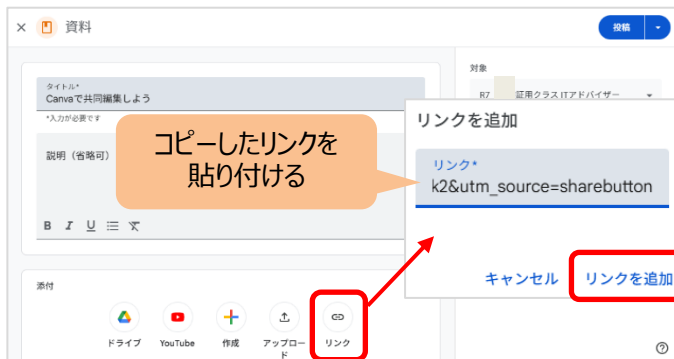 資料
投稿
タイトル*
Canvaで共同編集しよう
*入力が必要です
説明（省略可）
B I U
添付
ドライブ
YouTube
作成
アップロード
リンク
対象
R7 証用クラス ITアドバイザー
コピーしたリンクを
貼り付ける
リンクを追加
リンク*
k2&utm_source=sharebutton
キャンセル
リンクを追加